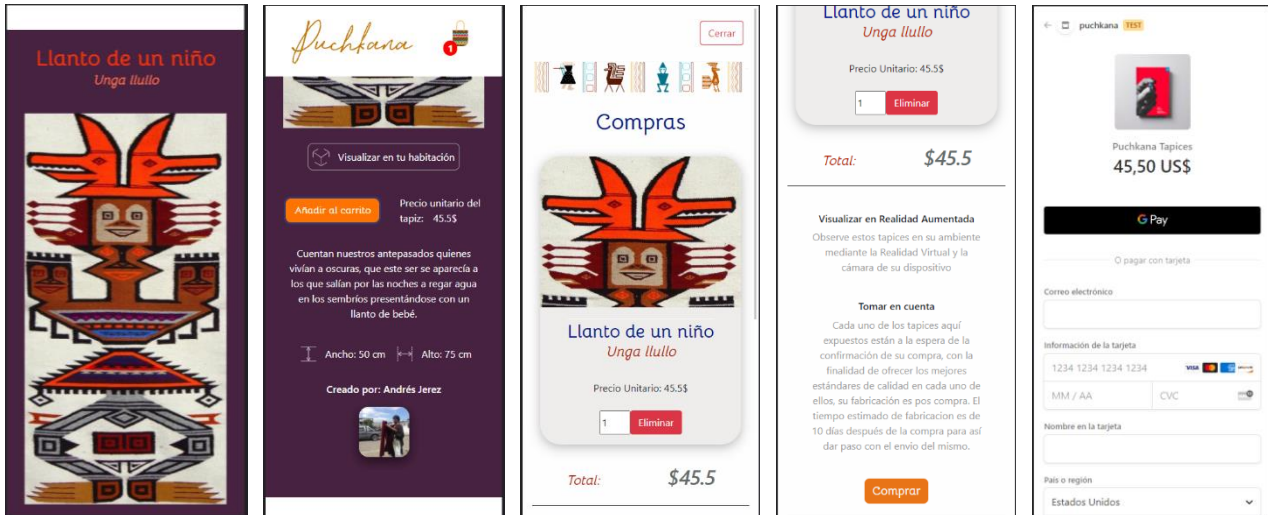 Llanto de un niño
Unga llullo
Puchkana
1
Visualizar en tu habitación
Añadir al carrito
Precio unitario del
tapiz: 45.5$
Cuentan nuestros antepasados quienes
vivían a oscuras, que este ser se aparecía a
los que salían por las noches a regar agua
en los sembríos presentándose con un
llanto de bebé.
Ancho: 50 cm
Alto: 75 cm
Creado por: Andrés Jerez
Cerrar
Compras
Llanto de un niño
Unga llullo
Precio Unitario: 45.5$
1
Eliminar
Total:
$45.5
Llanto de un niño
Unga llullo
Precio Unitario: 45.5$
1
Eliminar
Total:
$45.5
Visualizar en Realidad Aumentada
Observe estos tapices en su ambiente
mediante la Realidad Virtual y la
cámara de su dispositivo
Tomar en cuenta
Cada uno de los tapices aquí
expuestos están a la espera de la
confirmación de su compra, con la
finalidad de ofrecer los mejores
estándares de calidad en cada uno de
ellos, su fabricación es pos compra. El
tiempo estimado de fabricacion es de
10 días después de la compra para así
dar paso con el envio del mismo.
Comprar
puchkana TEST
Puchkana Tapices
45,50 US$
G Pay
O pagar con tarjeta
Correo electrónico
Información de la tarjeta
1234 1234 1234 1234
VISA
MM / AA
CVC
Nombre en la tarjeta
País o región
Estados Unidos